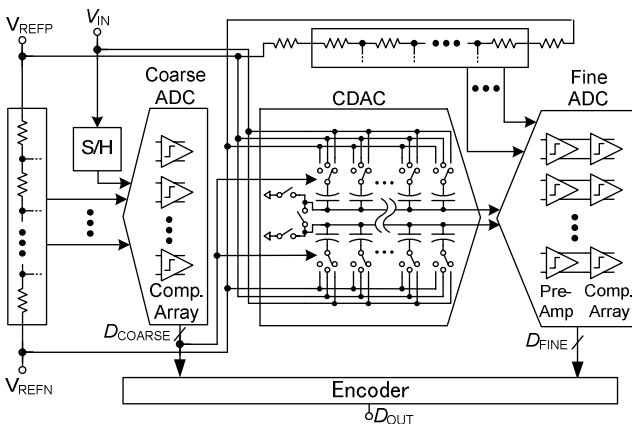 V_REFP
V_IN
Coarse
ADC
CDAC
Fine
ADC
S/H
Comp.
Array
Pre-
Amp
Comp.
Array
D_COARSE
D_FINE
V_REFN
Encoder
D_OUT